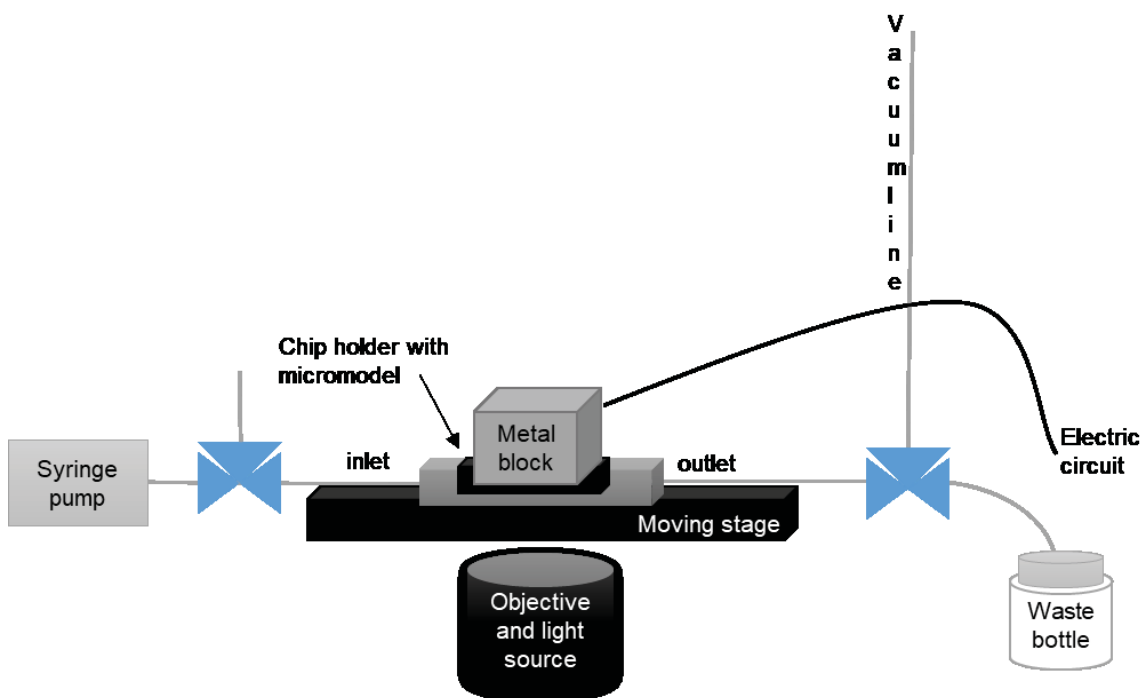 Vacuumline
Chip holder with
micromodel
Metal
block
Electric
circuit
Syringe
pump
inlet
outlet
Moving stage
Objective
and light
source
Waste
bottle